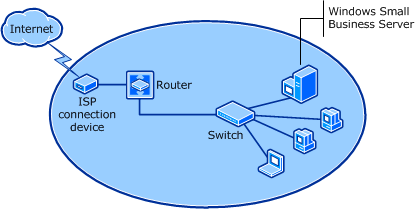 Windows Small
Business Server
Internet
Router
ISP
connection
device
Switch